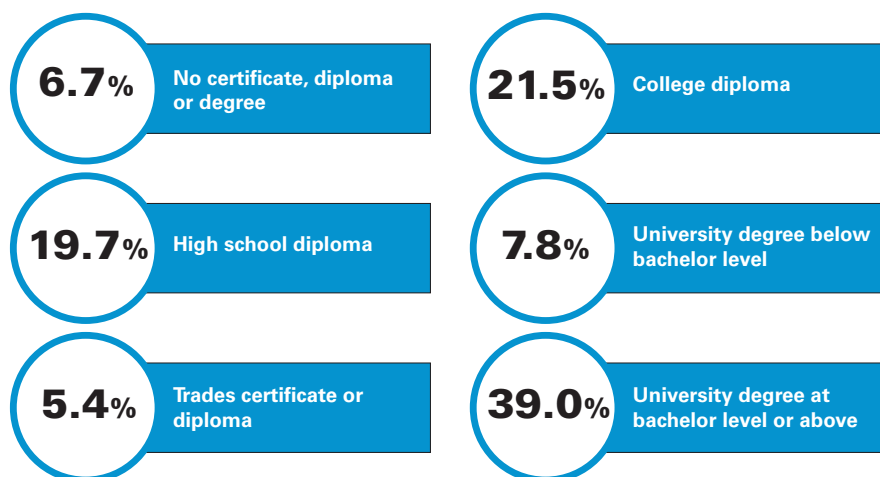 6.7%
No certificate, diploma
or degree
19.7%
High school diploma
5.4%
Trades certificate or
diploma
21.5%
College diploma
7.8%
University degree below
bachelor level
39.0%
University degree at
bachelor level or above